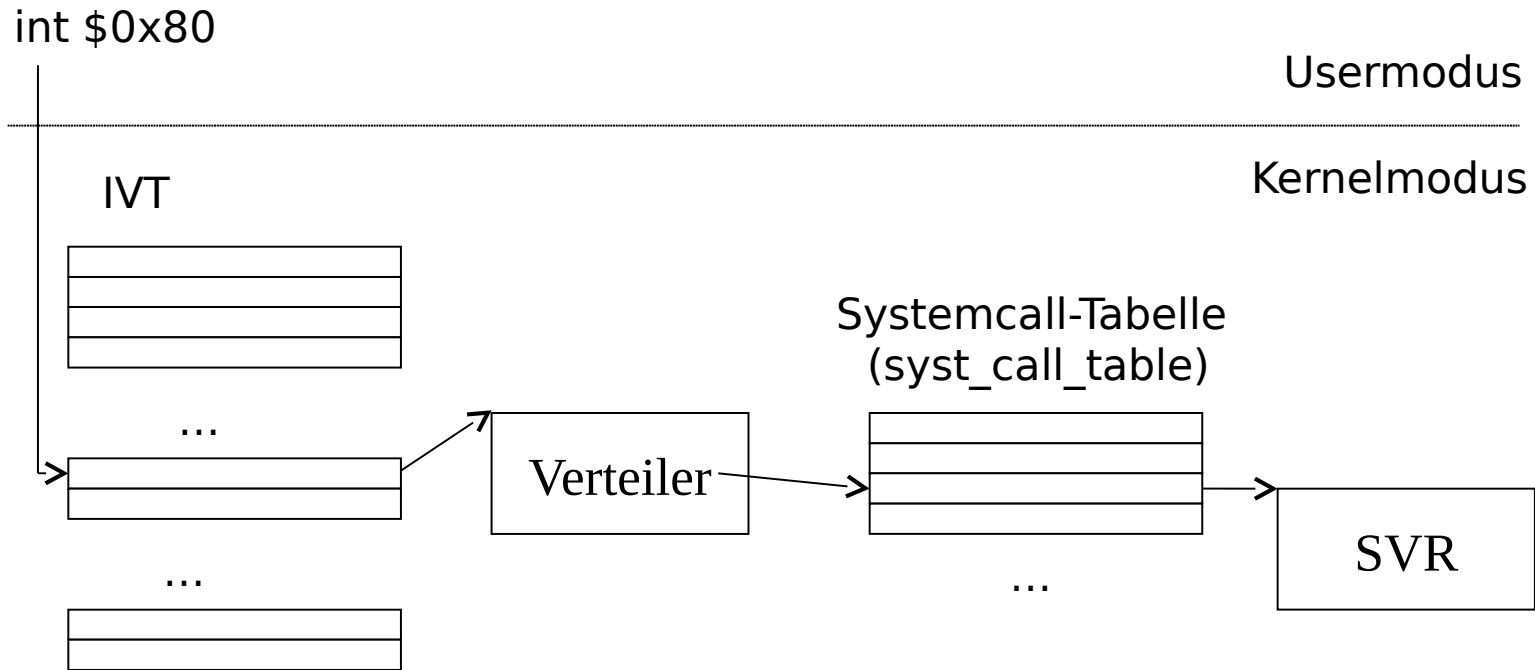 int $0x80
Usermodus
Kernelmodus
IVT
Systemcall-Tabelle
(syst_call_table)
...
Verteiler
SVR
...
...